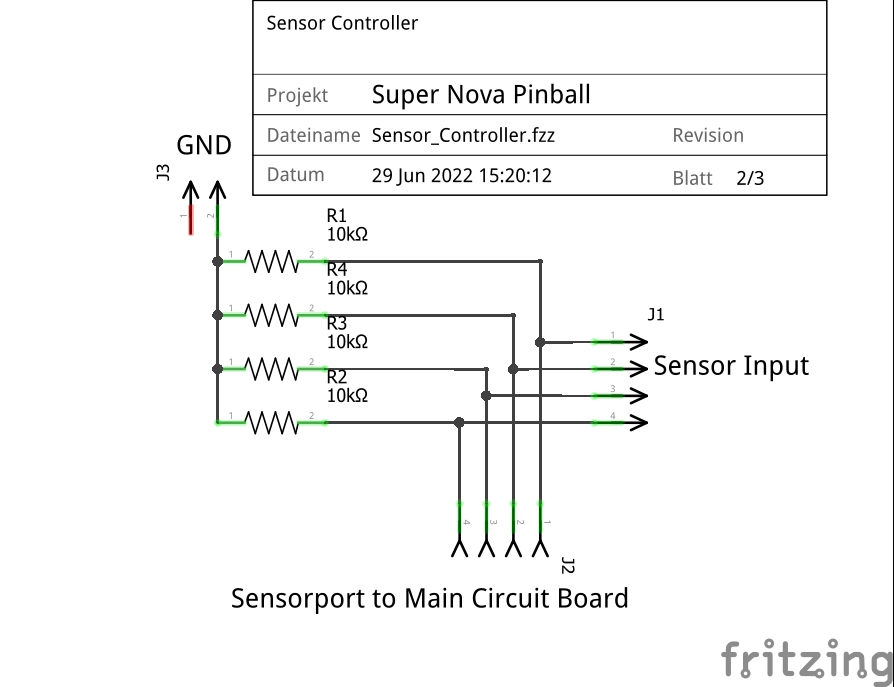 Sensor Controller
Projekt Super Nova Pinball
Dateiname Sensor_Controller.fzz Revision
Datum 29 Jun 2022 15:20:12 Blatt 2/3
GND
J3
1 2
R1
10kΩ
1 2
R4
10kΩ
1 2
R3
10kΩ
1 2
R2
10kΩ
1 2
J1
1
2
3
4
Sensor Input
4 3 2 1
J2
Sensorport to Main Circuit Board
fritzing